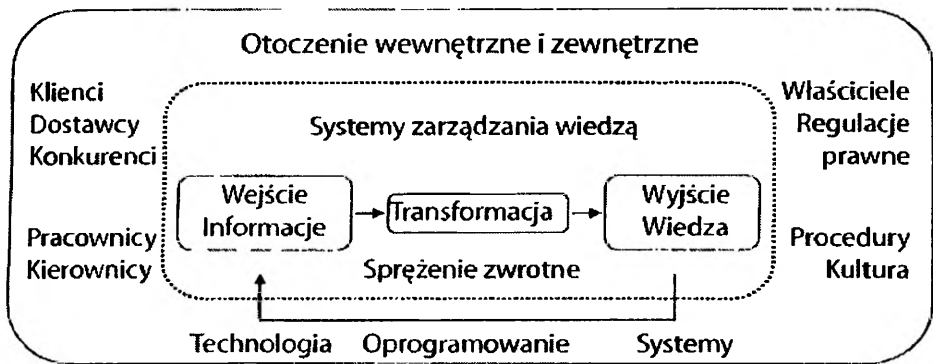 Otoczenie wewnętrzne i zewnętrzne
Klienci
Dostawcy
Konkurenci
Właściciele
Regulacje
prawne
Systemy zarządzania wiedzą
Wejście
Informacje
Transformacja
Wyjście
Wiedza
Pracownicy
Kierownicy
Procedury
Kultura
Sprężenie zwrotne
Technologia Oprogramowanie Systemy